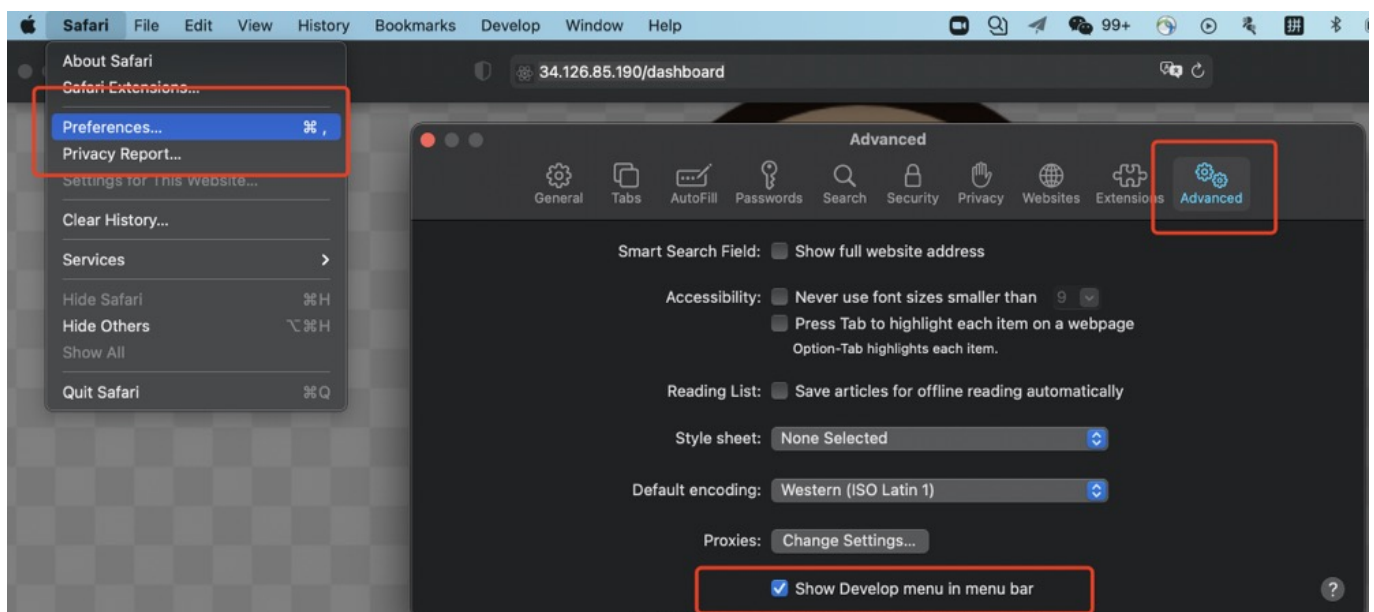 Safari File Edit View History Bookmarks Develop Window Help 99+ 拼
About Safari
Safari Extensions...
Preferences... ⌘ ,
Privacy Report...
Settings for This Website...
Clear History...
Services
Hide Safari ⌘H
Hide Others ⌥⌘H
Show All
Quit Safari ⌘Q
34.126.85.190/dashboard
Advanced
General Tabs AutoFill Passwords Search Security Privacy Websites Extensions Advanced
Smart Search Field: Show full website address
Accessibility: Never use font sizes smaller than 9
Press Tab to highlight each item on a webpage
Option-Tab highlights each item.
Reading List: Save articles for offline reading automatically
Style sheet: None Selected
Default encoding: Western (ISO Latin 1)
Proxies: Change Settings...
Show Develop menu in menu bar
?